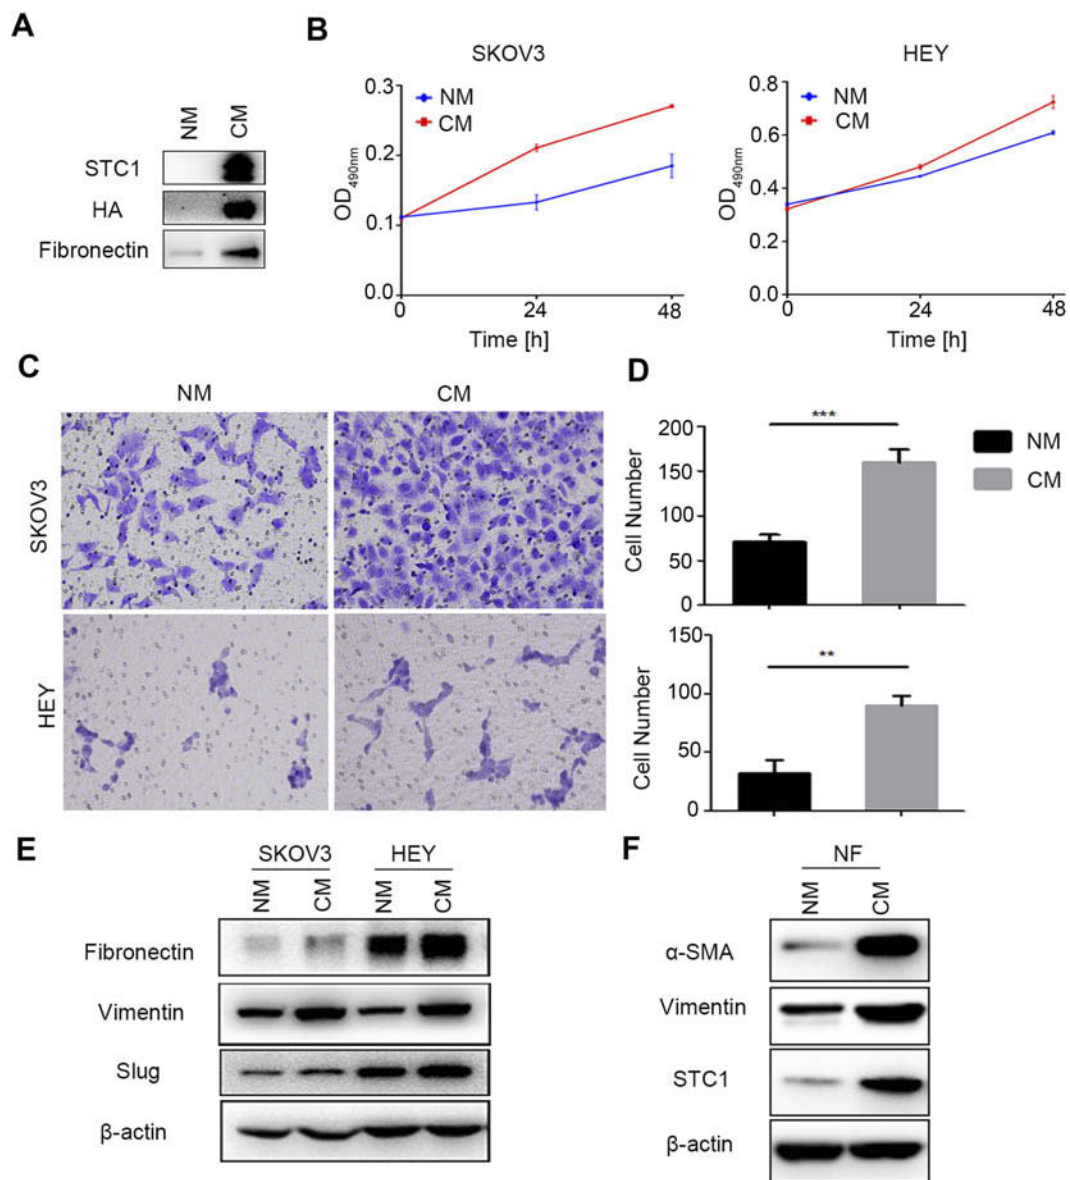 A
NM
CM
STC1
HA
Fibronectin
B
SKOV3
NM
CM
0.3
0.2
0.1
0.0
OD490nm
0
24
48
Time [h]
HEY
NM
CM
0.8
0.6
0.4
0.2
0.0
OD490nm
0
24
48
Time [h]
C
NM
CM
SKOV3
HEY
D
***
200
150
100
50
0
Cell Number
NM
CM
**
150
100
50
0
Cell Number
E
SKOV3
HEY
NM
CM
NM
CM
Fibronectin
Vimentin
Slug
β-actin
F
NF
NM
CM
α-SMA
Vimentin
STC1
β-actin